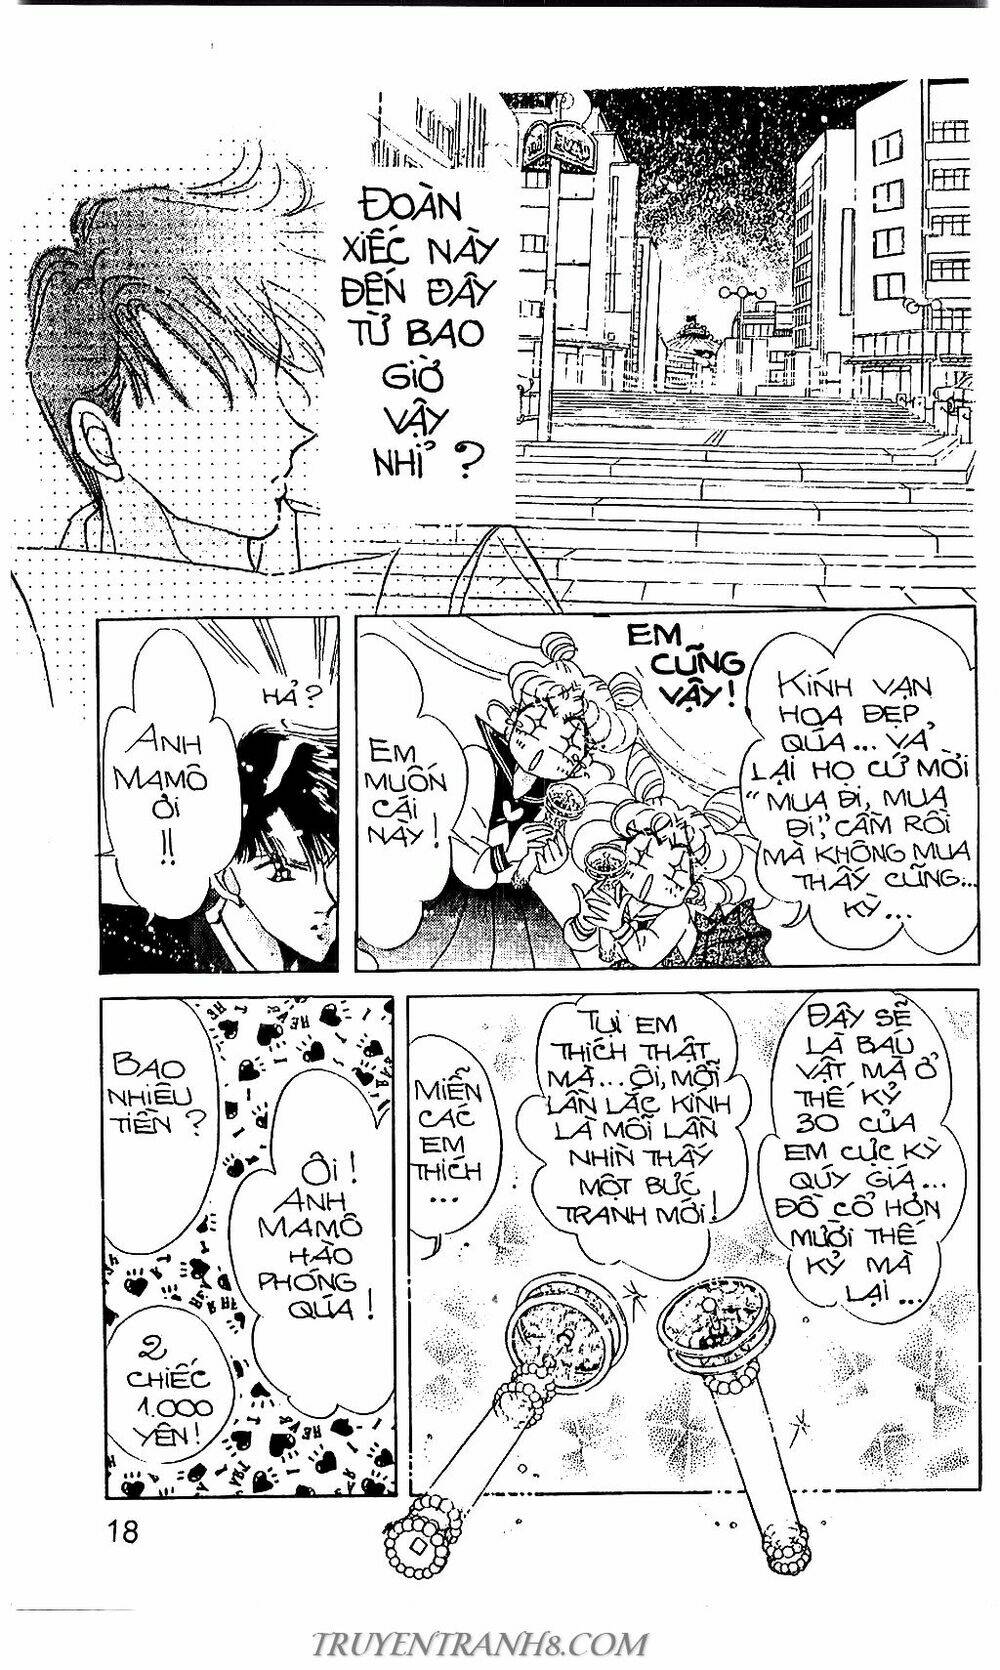 ĐOÀN
XIẾC NÀY
ĐẾN ĐÂY
TỪ BAO
GIỜ
VẬY
NHỈ ?
KÍNH VẠN
HOA ĐẸP
QÚA... VẢ
LẠI HỌ CỨ MỜI
"MUA ĐI, MUA
ĐI", CẦM RỒI
MÀ KHÔNG MUA
THẤY CŨNG...
KỲ...
EM
CŨNG
VẬY !
EM
MUỐN
CÁI
NÀY !
HẢ ?
ANH
MAMÔ
ƠI
!!
ĐÂY SẼ
LÀ BÁU
VẬT MÀ Ở
THẾ KỶ
30 CỦA
EM CỰC KỲ
QÚY GIÁ...
ĐỒ CỔ HƠN
MƯỜI THẾ
KỶ MÀ
LẠI ...
TỤI EM
THÍCH THẬT
MÀ... ÔI, MỖI
LẦN LẮC KÍNH
LÀ MỖI LẦN
NHÌN THẤY
MỘT BỨC
TRANH MỚI !
MIỄN
CÁC
EM
THÍCH
...
BAO
NHIÊU
TIỀN ?
ÔI !
ANH
MAMÔ
HÀO
PHÓNG
QÚA !
2
CHIẾC
1.000
YÊN !
18
TRUYENTRANH8.COM